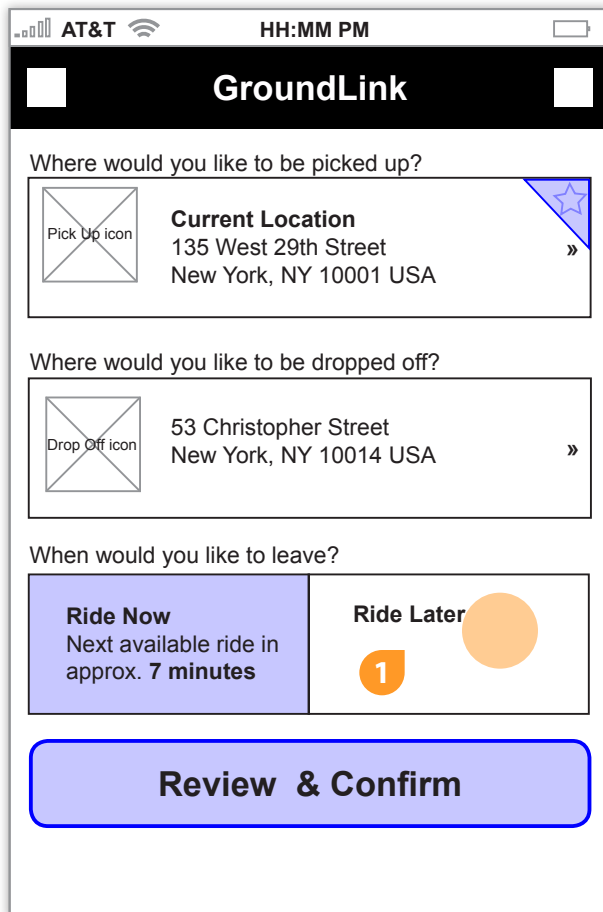 AT&T HH:MM PM
GroundLink
Where would you like to be picked up?
Pick Up icon
Current Location
135 West 29th Street
New York, NY 10001 USA
»
Where would you like to be dropped off?
Drop Off icon
53 Christopher Street
New York, NY 10014 USA
»
When would you like to leave?
Ride Now
Next available ride in
approx. 7 minutes
Ride Later
1
Review & Confirm